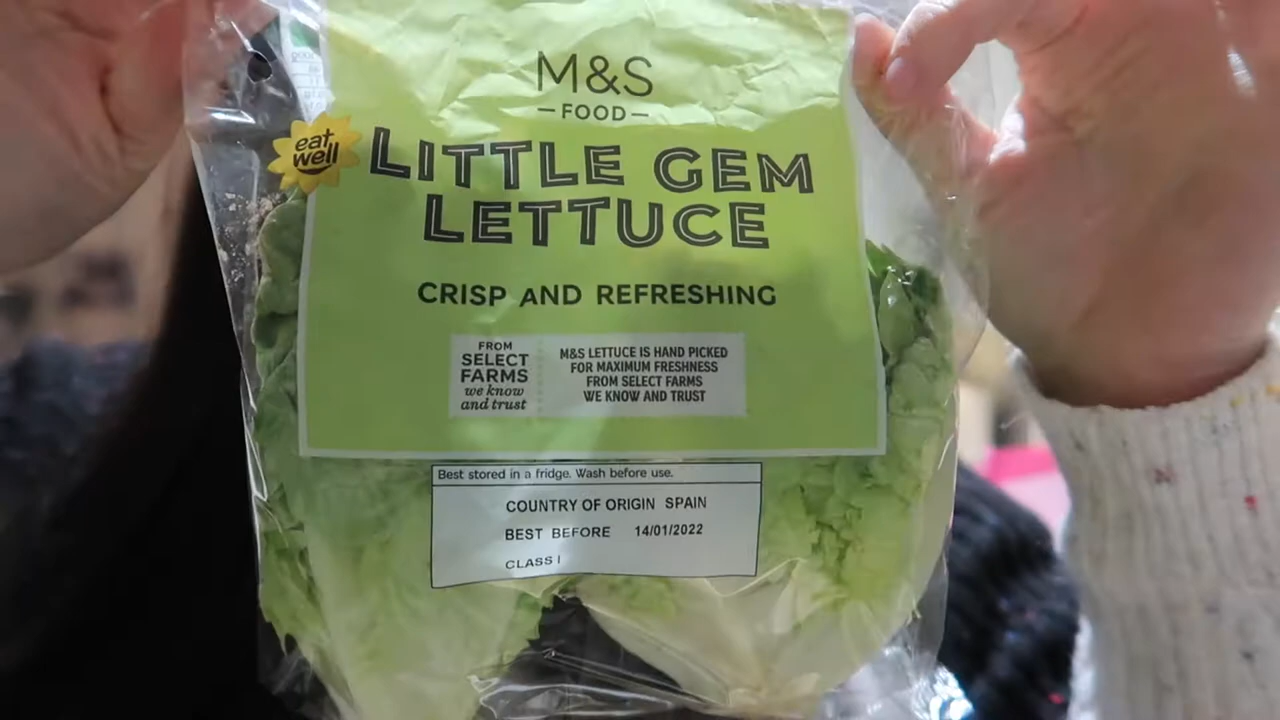 M&S
FOOD
eat
well
LITTLE GEM
LETTUCE
CRISP AND REFRESHING
FROM
SELECT
FARMS
we know
and trust
M&S LETTUCE IS HAND PICKED
FOR MAXIMUM FRESHNESS
FROM SELECT FARMS
WE KNOW AND TRUST
Best stored in a fridge. Wash before use.
COUNTRY OF ORIGIN SPAIN
BEST BEFORE 14/01/2022
CLASS I